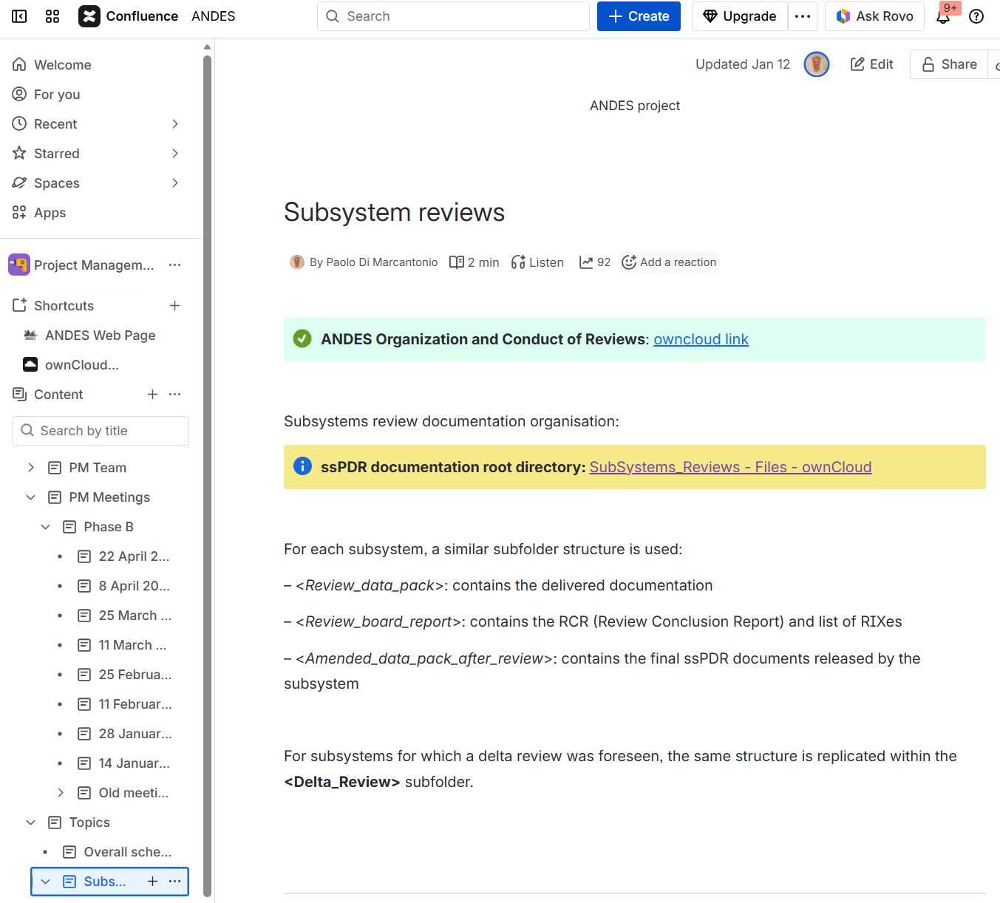 Confluence ANDES Search Create Upgrade Ask Rovo 9+
Welcome
For you
Recent
Starred
Spaces
Apps
Project Managem...
Shortcuts
ANDES Web Page
ownCloud...
Content
Search by title
PM Team
PM Meetings
Phase B
22 April 2...
8 April 20...
25 March ...
11 March ...
25 Februa...
11 Februar...
28 Januar...
14 Januar...
Old meeti...
Topics
Overall sche...
Subs...
Updated Jan 12 Edit Share
ANDES project
Subsystem reviews
By Paolo Di Marcantonio 2 min Listen 92 Add a reaction
ANDES Organization and Conduct of Reviews: owncloud link
Subsystems review documentation organisation:
ssPDR documentation root directory: SubSystems_Reviews - Files - ownCloud
For each subsystem, a similar subfolder structure is used:
– <Review_data_pack>: contains the delivered documentation
– <Review_board_report>: contains the RCR (Review Conclusion Report) and list of RIXes
– <Amended_data_pack_after_review>: contains the final ssPDR documents released by the
subsystem
For subsystems for which a delta review was foreseen, the same structure is replicated within the
<Delta_Review> subfolder.